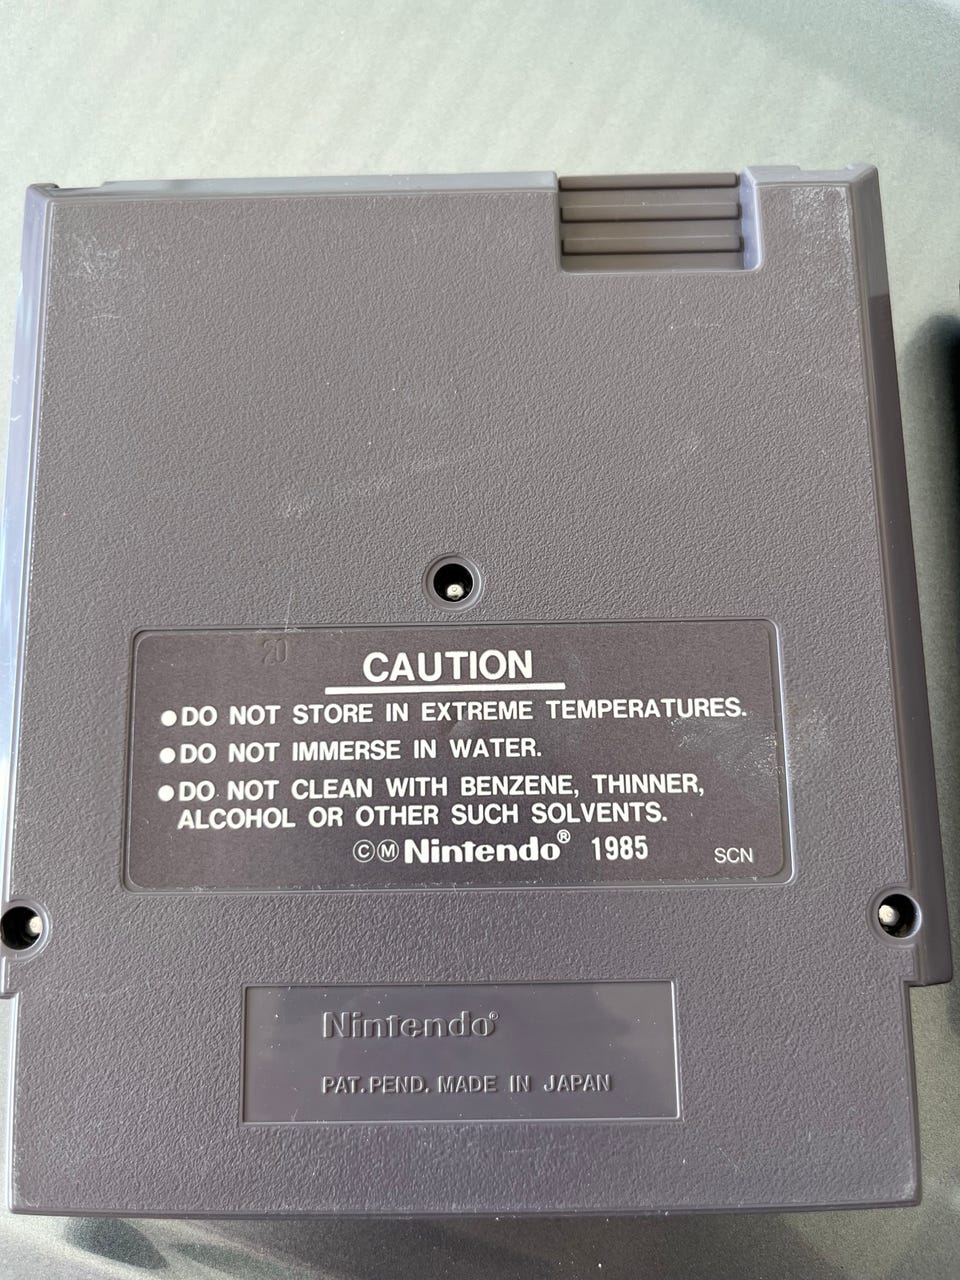 20
CAUTION
●DO NOT STORE IN EXTREME TEMPERATURES.
●DO NOT IMMERSE IN WATER.
●DO NOT CLEAN WITH BENZENE, THINNER,
ALCOHOL OR OTHER SUCH SOLVENTS.
ⒸⓂNintendo® 1985 SCN
Nintendo®
PAT. PEND. MADE IN JAPAN